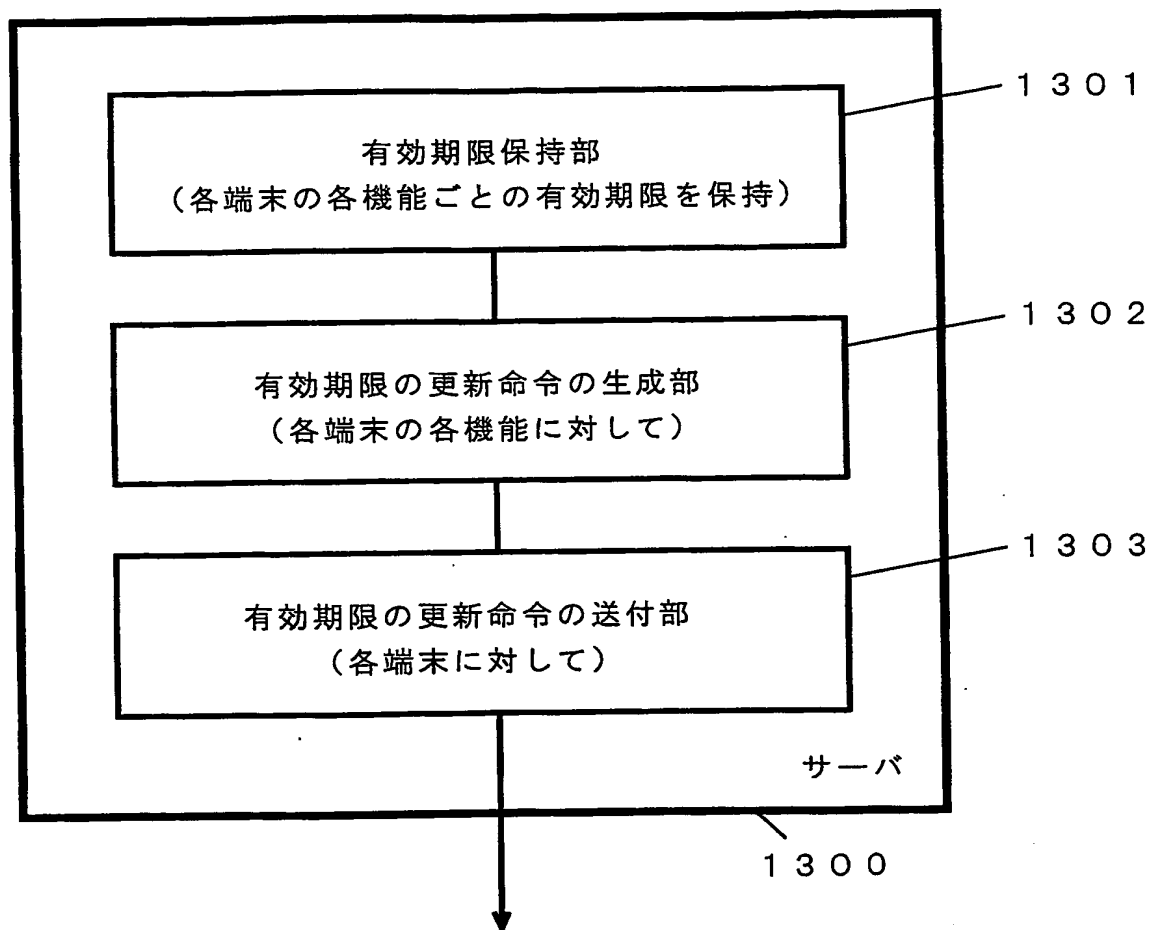 1301
有効期限保持部
(各端末の各機能ごとの有効期限を保持)
1302
有効期限の更新命令の生成部
(各端末の各機能に対して)
1303
有効期限の更新命令の送付部
(各端末に対して)
サーバ
1300